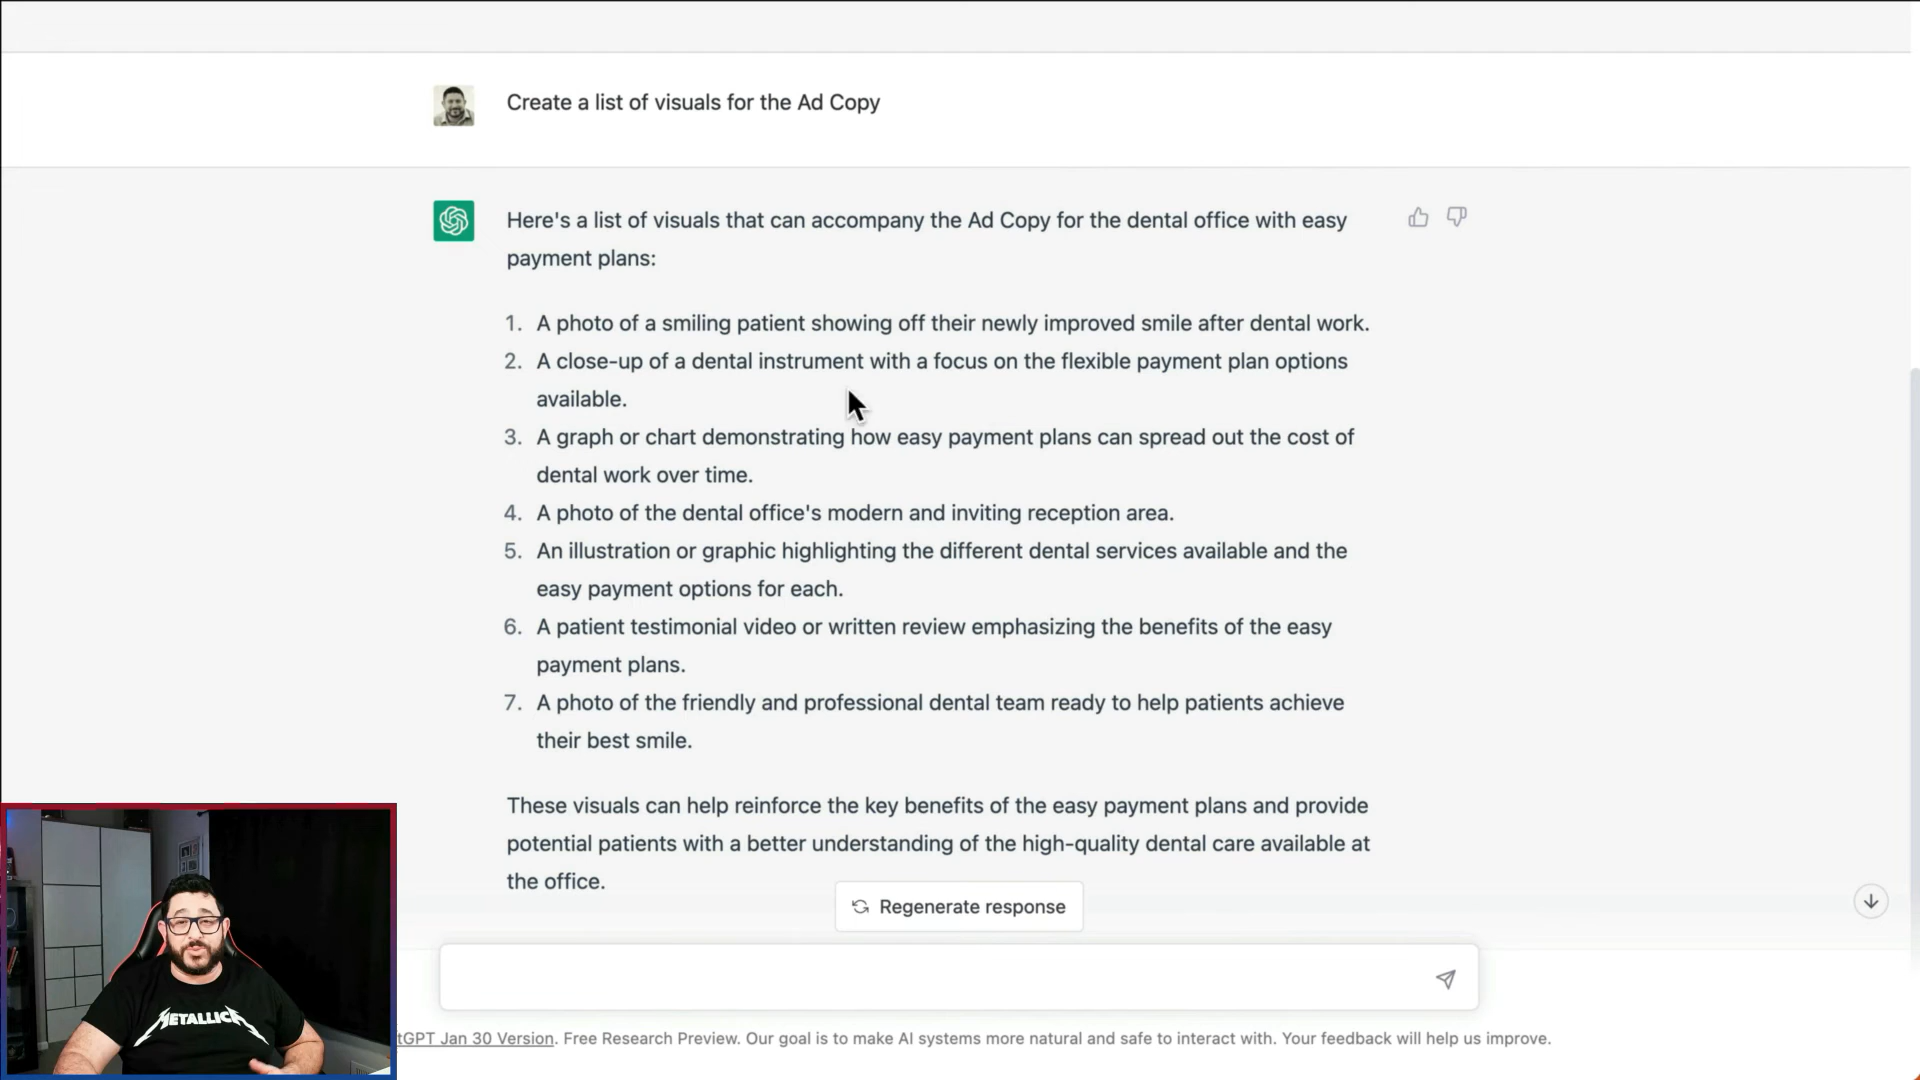 Create a list of visuals for the Ad Copy
Here's a list of visuals that can accompany the Ad Copy for the dental office with easy
payment plans:
1. A photo of a smiling patient showing off their newly improved smile after dental work.
2. A close-up of a dental instrument with a focus on the flexible payment plan options
available.
3. A graph or chart demonstrating how easy payment plans can spread out the cost of
dental work over time.
4. A photo of the dental office's modern and inviting reception area.
5. An illustration or graphic highlighting the different dental services available and the
easy payment options for each.
6. A patient testimonial video or written review emphasizing the benefits of the easy
payment plans.
7. A photo of the friendly and professional dental team ready to help patients achieve
their best smile.
These visuals can help reinforce the key benefits of the easy payment plans and provide
potential patients with a better understanding of the high-quality dental care available at
the office.
Regenerate response
tGPT Jan 30 Version. Free Research Preview. Our goal is to make AI systems more natural and safe to interact with. Your feedback will help us improve.
METALLICA